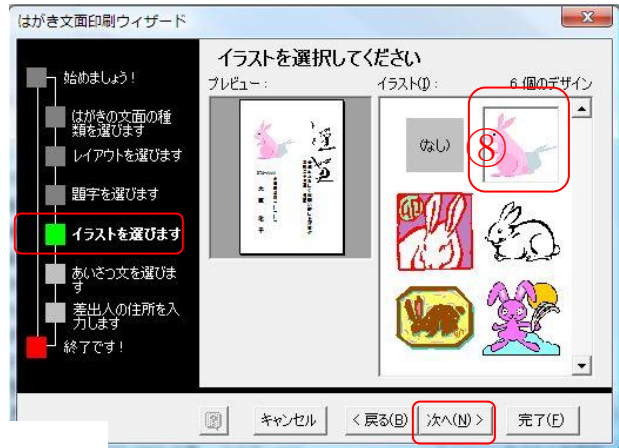 はがき文面印刷ウィザード
イラストを選択してください
始めましょう!
はがきの文面の種
類を選びます
レイアウトを選びます
題字を選びます
イラストを選びます
あいさつ文を選びま
す
差出人の住所を入
力します
終了です!
プレビュー:
謹賀
イラスト(I):
6 個のデザイン
(なし)
⑧
キャンセル
< 戻る(B)
次へ(N) >
完了(F)